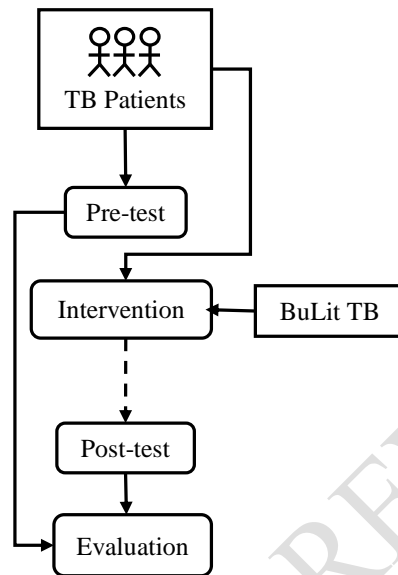 TB Patients
Pre-test
Intervention
BuLit TB
Post-test
Evaluation